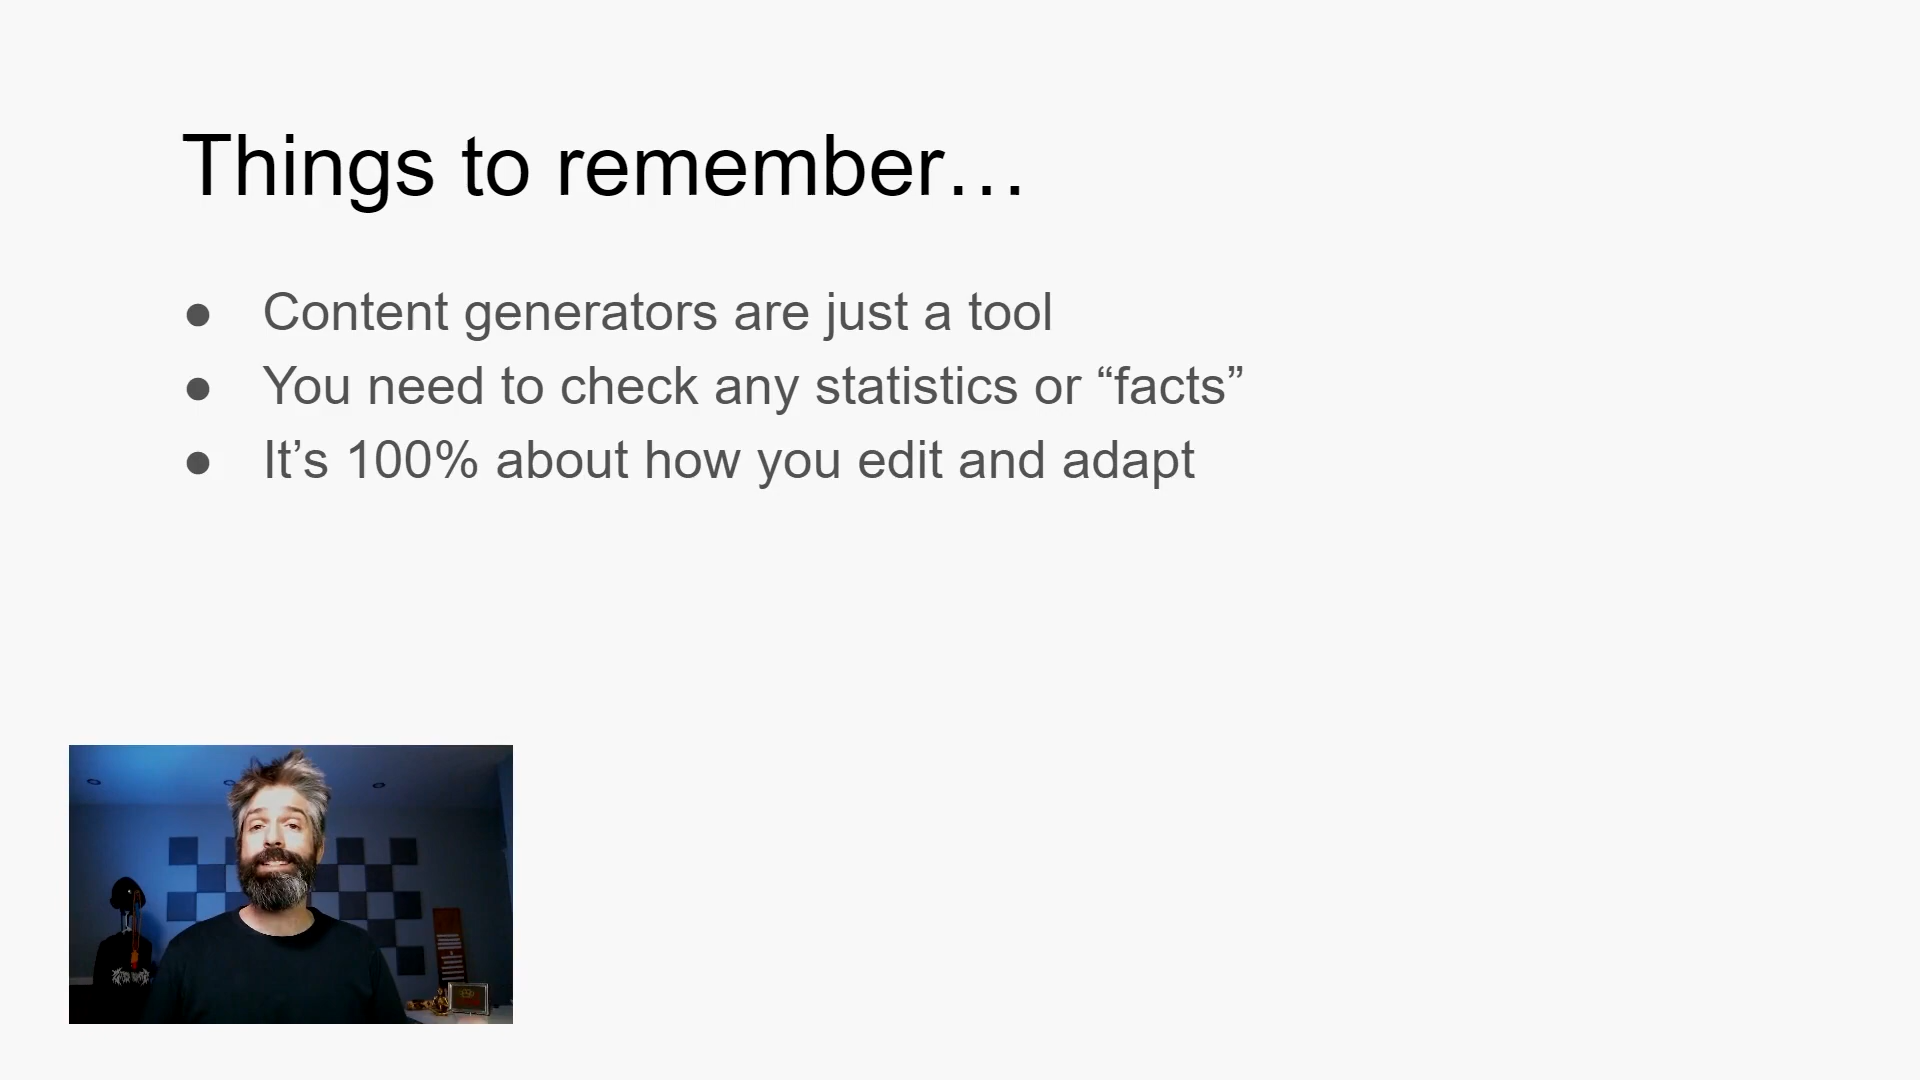 Things to remember…
● Content generators are just a tool
● You need to check any statistics or “facts”
● It’s 100% about how you edit and adapt